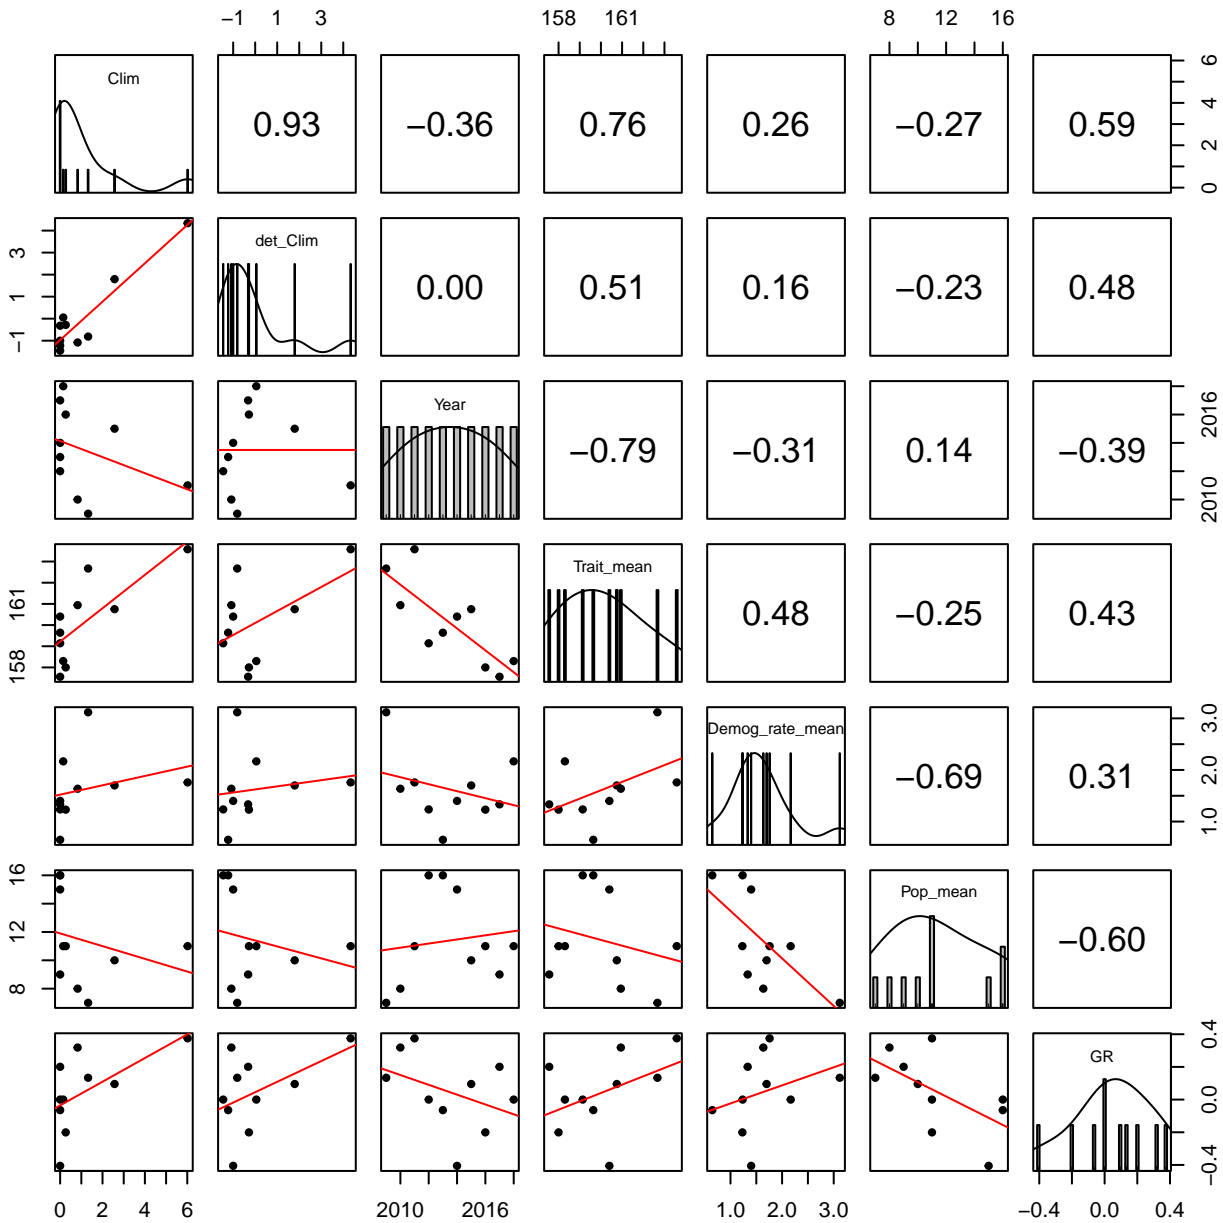 −1 1 3 158 161 8 12 16
Clim 0.93 −0.36 0.76 0.26 −0.27 0.59 0 2 4 6
−1 1 3 det_Clim 0.00 0.51 0.16 −0.23 0.48
Year −0.79 −0.31 0.14 −0.39 2010 2016
158 161 Trait_mean 0.48 −0.25 0.43
Demog_rate_mean −0.69 0.31 1.0 2.0 3.0
8 12 16 Pop_mean −0.60
GR −0.4 0.0 0.4
0 2 4 6 2010 2016 1.0 2.0 3.0 −0.4 0.0 0.4